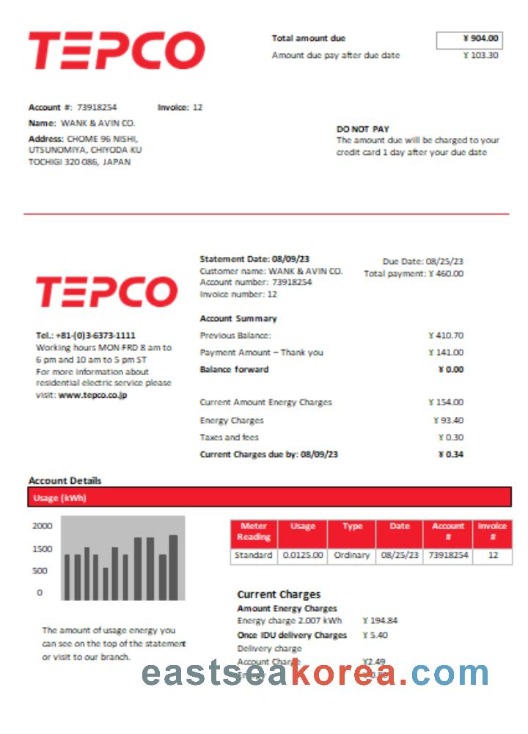 TEPCO
Total amount due ¥ 904.00
Amount due pay after due date ¥ 103.30
Account #: 73918254 Invoice: 12
Name: WANK & AVIN CO.
Address: CHOME 96 NISHI,
UTSUNOMIYA, CHIYODA KU
TOCHIGI 320 086, JAPAN
DO NOT PAY
The amount due will be charged to your
credit card 1 day after your due date
TEPCO
Tel.: +81-(0)3-6373-1111
Working hours MON-FRD 8 am to
6 pm and 10 am to 5 pm ST
For more information about
residential electric service please
visit: www.tepco.co.jp
Statement Date: 08/09/23
Customer name: WANK & AVIN CO.
Account number: 73918254
Invoice number: 12
Due Date: 08/25/23
Total payment: ¥ 460.00
Account Summary
Previous Balance: ¥ 410.70
Payment Amount – Thank you ¥ 141.00
Balance forward ¥ 0.00
Current Amount Energy Charges ¥ 154.00
Energy Charges ¥ 93.40
Taxes and fees ¥ 0.30
Current Charges due by: 08/09/23 ¥ 0.34
Account Details
Usage (kWh)
2000
1500
500
0
The amount of usage energy you
can see on the top of the statement
or visit to our branch.
Meter Reading Usage Type Date Account # Invoice #
Standard 0.0125.00 Ordinary 08/25/23 73918254 12
Current Charges
Amount Energy Charges
Energy charge 2.007 kWh ¥ 194.84
Once IDU delivery Charges ¥ 5.40
Delivery charge
Account Charge ¥2.49
eastseakorea.com